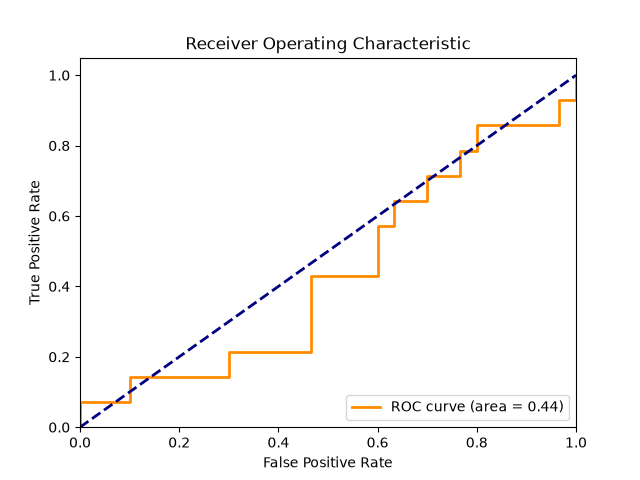 Receiver Operating Characteristic
1.0
0.8
0.6
0.4
0.2
0.0
True Positive Rate
ROC curve (area = 0.44)
0.0 0.2 0.4 0.6 0.8 1.0
False Positive Rate